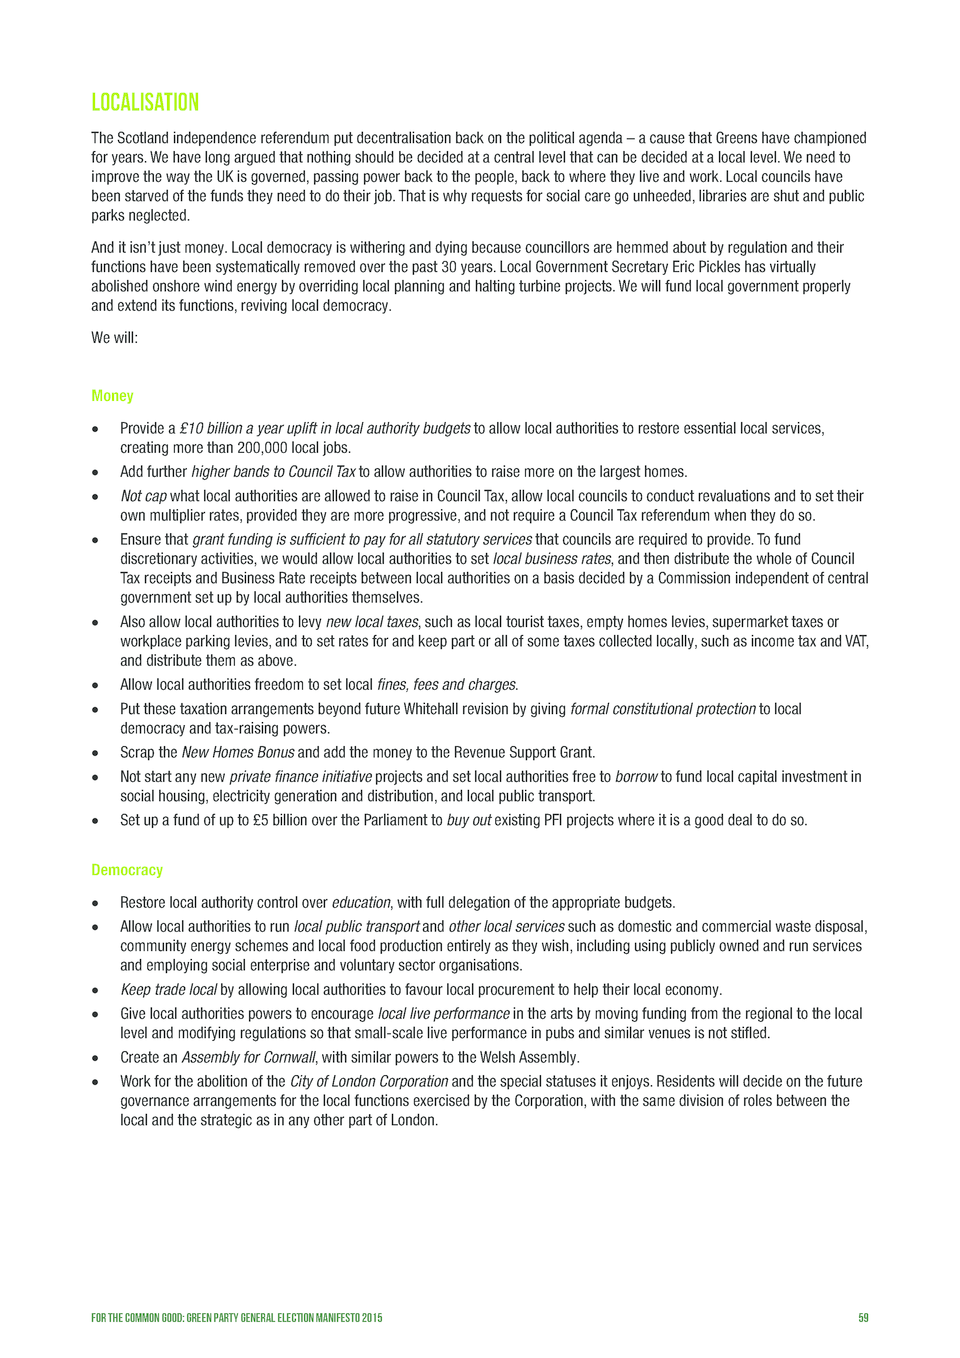 LOCALISATION
The Scotland independence referendum put decentralisation back on the political agenda – a cause that Greens have championed
for years. We have long argued that nothing should be decided at a central level that can be decided at a local level. We need to
improve the way the UK is governed, passing power back to the people, back to where they live and work. Local councils have
been starved of the funds they need to do their job. That is why requests for social care go unheeded, libraries are shut and public
parks neglected.
And it isn’t just money. Local democracy is withering and dying because councillors are hemmed about by regulation and their
functions have been systematically removed over the past 30 years. Local Government Secretary Eric Pickles has virtually
abolished onshore wind energy by overriding local planning and halting turbine projects. We will fund local government properly
and extend its functions, reviving local democracy.
We will:
Money
• Provide a £10 billion a year uplift in local authority budgets to allow local authorities to restore essential local services,
creating more than 200,000 local jobs.
• Add further higher bands to Council Tax to allow authorities to raise more on the largest homes.
• Not cap what local authorities are allowed to raise in Council Tax, allow local councils to conduct revaluations and to set their
own multiplier rates, provided they are more progressive, and not require a Council Tax referendum when they do so.
• Ensure that grant funding is sufficient to pay for all statutory services that councils are required to provide. To fund
discretionary activities, we would allow local authorities to set local business rates, and then distribute the whole of Council
Tax receipts and Business Rate receipts between local authorities on a basis decided by a Commission independent of central
government set up by local authorities themselves.
• Also allow local authorities to levy new local taxes, such as local tourist taxes, empty homes levies, supermarket taxes or
workplace parking levies, and to set rates for and keep part or all of some taxes collected locally, such as income tax and VAT,
and distribute them as above.
• Allow local authorities freedom to set local fines, fees and charges.
• Put these taxation arrangements beyond future Whitehall revision by giving formal constitutional protection to local
democracy and tax-raising powers.
• Scrap the New Homes Bonus and add the money to the Revenue Support Grant.
• Not start any new private finance initiative projects and set local authorities free to borrow to fund local capital investment in
social housing, electricity generation and distribution, and local public transport.
• Set up a fund of up to £5 billion over the Parliament to buy out existing PFI projects where it is a good deal to do so.
Democracy
• Restore local authority control over education, with full delegation of the appropriate budgets.
• Allow local authorities to run local public transport and other local services such as domestic and commercial waste disposal,
community energy schemes and local food production entirely as they wish, including using publicly owned and run services
and employing social enterprise and voluntary sector organisations.
• Keep trade local by allowing local authorities to favour local procurement to help their local economy.
• Give local authorities powers to encourage local live performance in the arts by moving funding from the regional to the local
level and modifying regulations so that small-scale live performance in pubs and similar venues is not stifled.
• Create an Assembly for Cornwall, with similar powers to the Welsh Assembly.
• Work for the abolition of the City of London Corporation and the special statuses it enjoys. Residents will decide on the future
governance arrangements for the local functions exercised by the Corporation, with the same division of roles between the
local and the strategic as in any other part of London.
FOR THE COMMON GOOD: GREEN PARTY GENERAL ELECTION MANIFESTO 2015 59